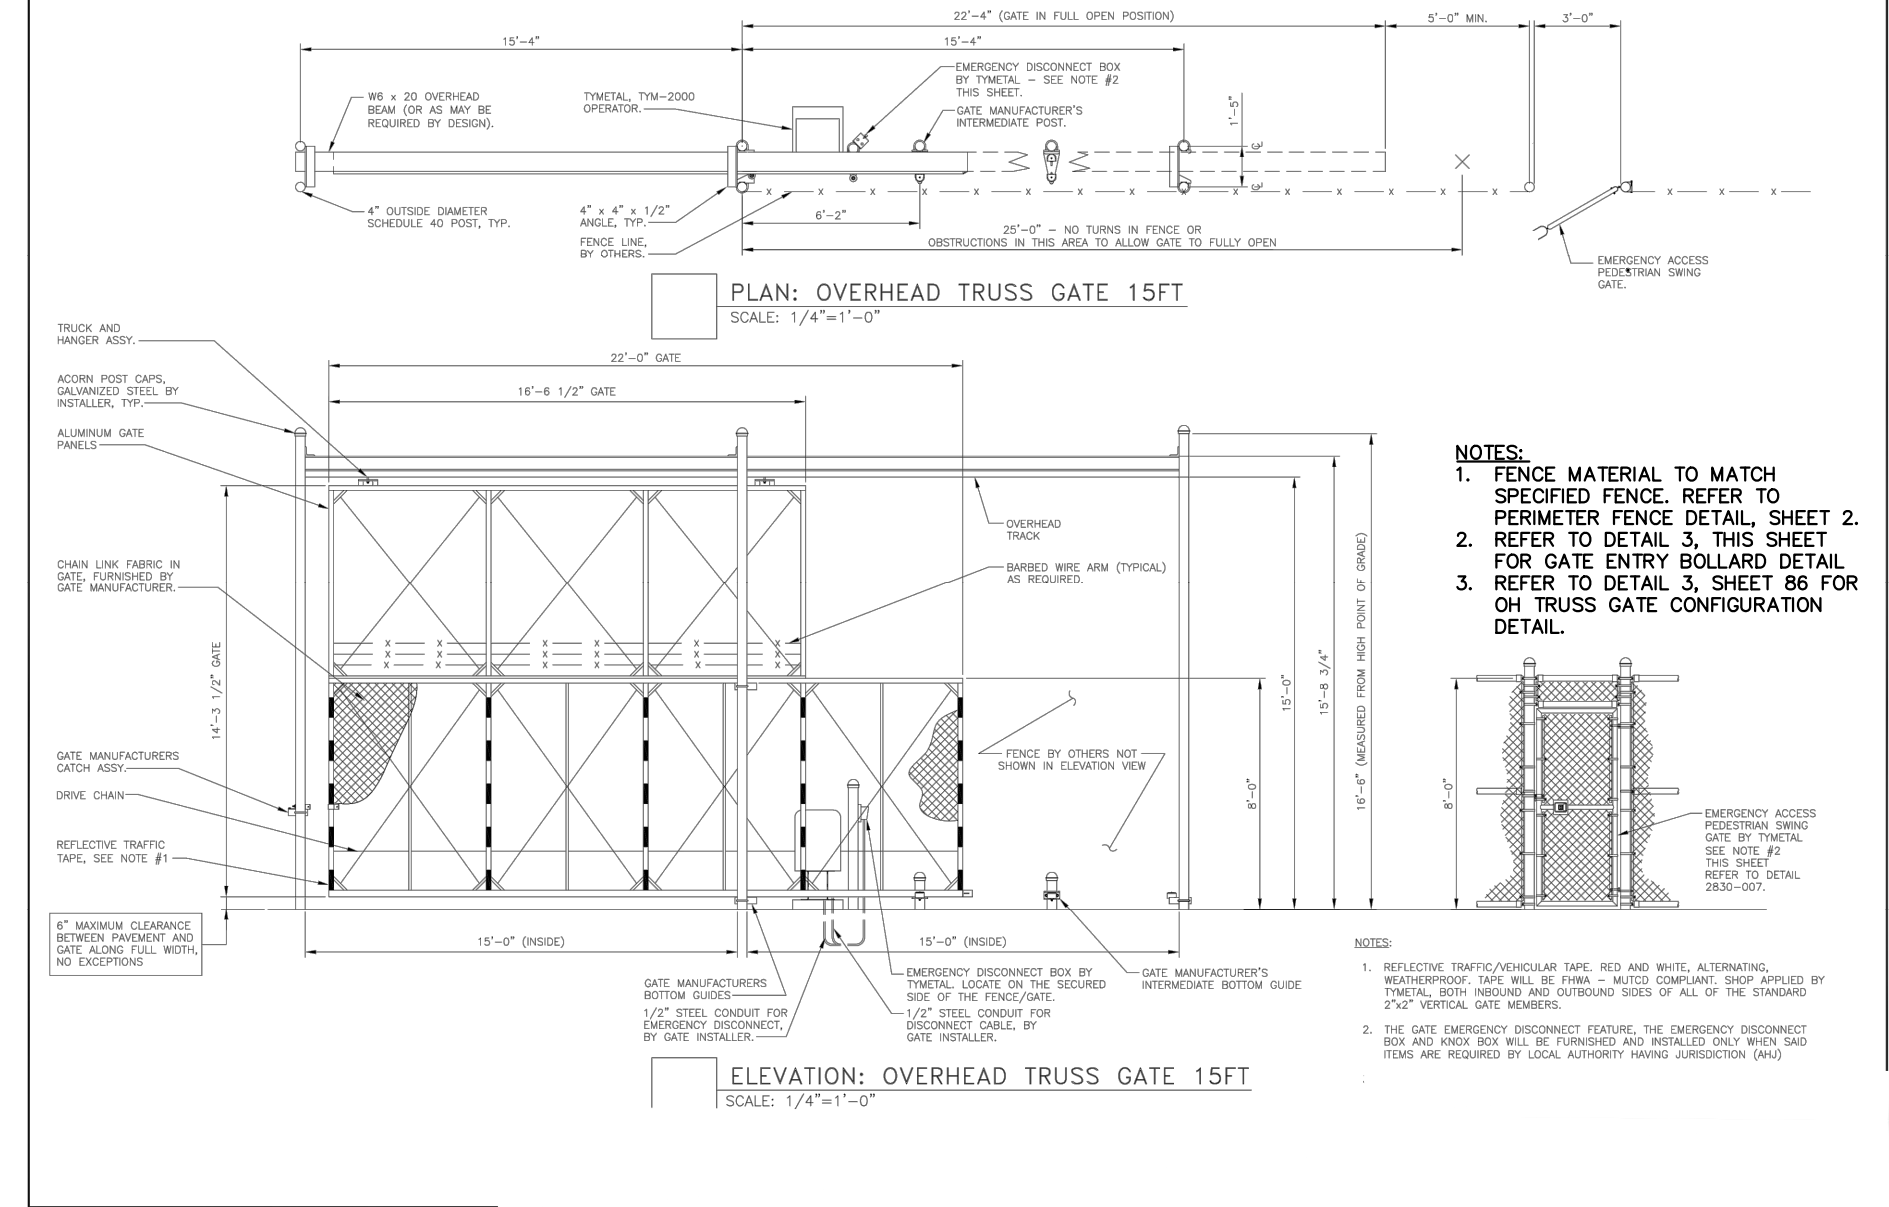 22'-4" (GATE IN FULL OPEN POSITION)
5'-0" MIN.
3'-0"
15'-4"
15'-4"
W6 x 20 OVERHEAD
BEAM (OR AS MAY BE
REQUIRED BY DESIGN).
TYMETAL, TYM-2000
OPERATOR.
EMERGENCY DISCONNECT BOX
BY TYMETAL - SEE NOTE #2
THIS SHEET.
GATE MANUFACTURER'S
INTERMEDIATE POST.
1'-5"
4" OUTSIDE DIAMETER
SCHEDULE 40 POST, TYP.
4" x 4" x 1/2"
ANGLE, TYP.
FENCE LINE,
BY OTHERS.
6'-2"
25'-0" - NO TURNS IN FENCE OR
OBSTRUCTIONS IN THIS AREA TO ALLOW GATE TO FULLY OPEN
EMERGENCY ACCESS
PEDESTRIAN SWING
GATE.
PLAN: OVERHEAD TRUSS GATE 15FT
SCALE: 1/4"=1'-0"
TRUCK AND
HANGER ASSY.
ACORN POST CAPS,
GALVANIZED STEEL BY
INSTALLER, TYP.
ALUMINUM GATE
PANELS
CHAIN LINK FABRIC IN
GATE, FURNISHED BY
GATE MANUFACTURER.
GATE MANUFACTURERS
CATCH ASSY.
DRIVE CHAIN
REFLECTIVE TRAFFIC
TAPE, SEE NOTE #1
6" MAXIMUM CLEARANCE
BETWEEN PAVEMENT AND
GATE ALONG FULL WIDTH,
NO EXCEPTIONS
22'-0" GATE
16'-6 1/2" GATE
14'-3 1/2" GATE
OVERHEAD
TRACK
BARBED WIRE ARM (TYPICAL)
AS REQUIRED.
FENCE BY OTHERS NOT
SHOWN IN ELEVATION VIEW
8'-0"
15'-0"
15'-8 3/4"
16'-6" (MEASURED FROM HIGH POINT OF GRADE)
15'-0" (INSIDE)
15'-0" (INSIDE)
GATE MANUFACTURERS
BOTTOM GUIDES
1/2" STEEL CONDUIT FOR
EMERGENCY DISCONNECT,
BY GATE INSTALLER.
EMERGENCY DISCONNECT BOX BY
TYMETAL. LOCATE ON THE SECURED
SIDE OF THE FENCE/GATE.
1/2" STEEL CONDUIT FOR
DISCONNECT CABLE, BY
GATE INSTALLER.
GATE MANUFACTURER'S
INTERMEDIATE BOTTOM GUIDE
ELEVATION: OVERHEAD TRUSS GATE 15FT
SCALE: 1/4"=1'-0"
NOTES:
1. FENCE MATERIAL TO MATCH
SPECIFIED FENCE. REFER TO
PERIMETER FENCE DETAIL, SHEET 2.
2. REFER TO DETAIL 3, THIS SHEET
FOR GATE ENTRY BOLLARD DETAIL
3. REFER TO DETAIL 3, SHEET 86 FOR
OH TRUSS GATE CONFIGURATION
DETAIL.
8'-0"
EMERGENCY ACCESS
PEDESTRIAN SWING
GATE BY TYMETAL
SEE NOTE #2
THIS SHEET
REFER TO DETAIL
2830-007.
NOTES:
1. REFLECTIVE TRAFFIC/VEHICULAR TAPE. RED AND WHITE, ALTERNATING,
WEATHERPROOF. TAPE WILL BE FHWA - MUTCD COMPLIANT. SHOP APPLIED BY
TYMETAL, BOTH INBOUND AND OUTBOUND SIDES OF ALL OF THE STANDARD
2"x2" VERTICAL GATE MEMBERS.
2. THE GATE EMERGENCY DISCONNECT FEATURE, THE EMERGENCY DISCONNECT
BOX AND KNOX BOX WILL BE FURNISHED AND INSTALLED ONLY WHEN SAID
ITEMS ARE REQUIRED BY LOCAL AUTHORITY HAVING JURISDICTION (AHJ)